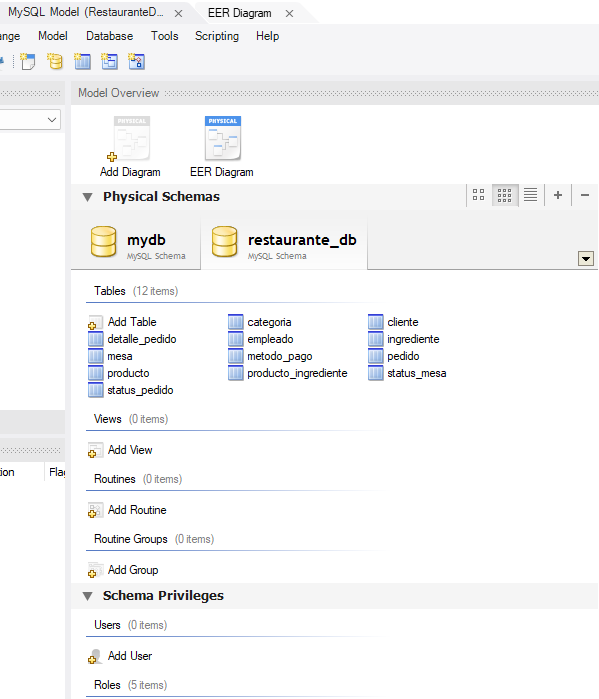 MySQL Model (RestauranteD... × EER Diagram ×
ange Model Database Tools Scripting Help
Model Overview
PHYSICAL PHYSICAL
Add Diagram EER Diagram
Physical Schemas
mydb restaurante_db
MySQL Schema MySQL Schema
Tables (12 items)
Add Table categoria cliente
detalle_pedido empleado ingrediente
mesa metodo_pago pedido
producto producto_ingrediente status_mesa
status_pedido
Views (0 items)
Add View
Routines (0 items)
tion Flag
Add Routine
Routine Groups (0 items)
Add Group
Schema Privileges
Users (0 items)
Add User
Roles (5 items)